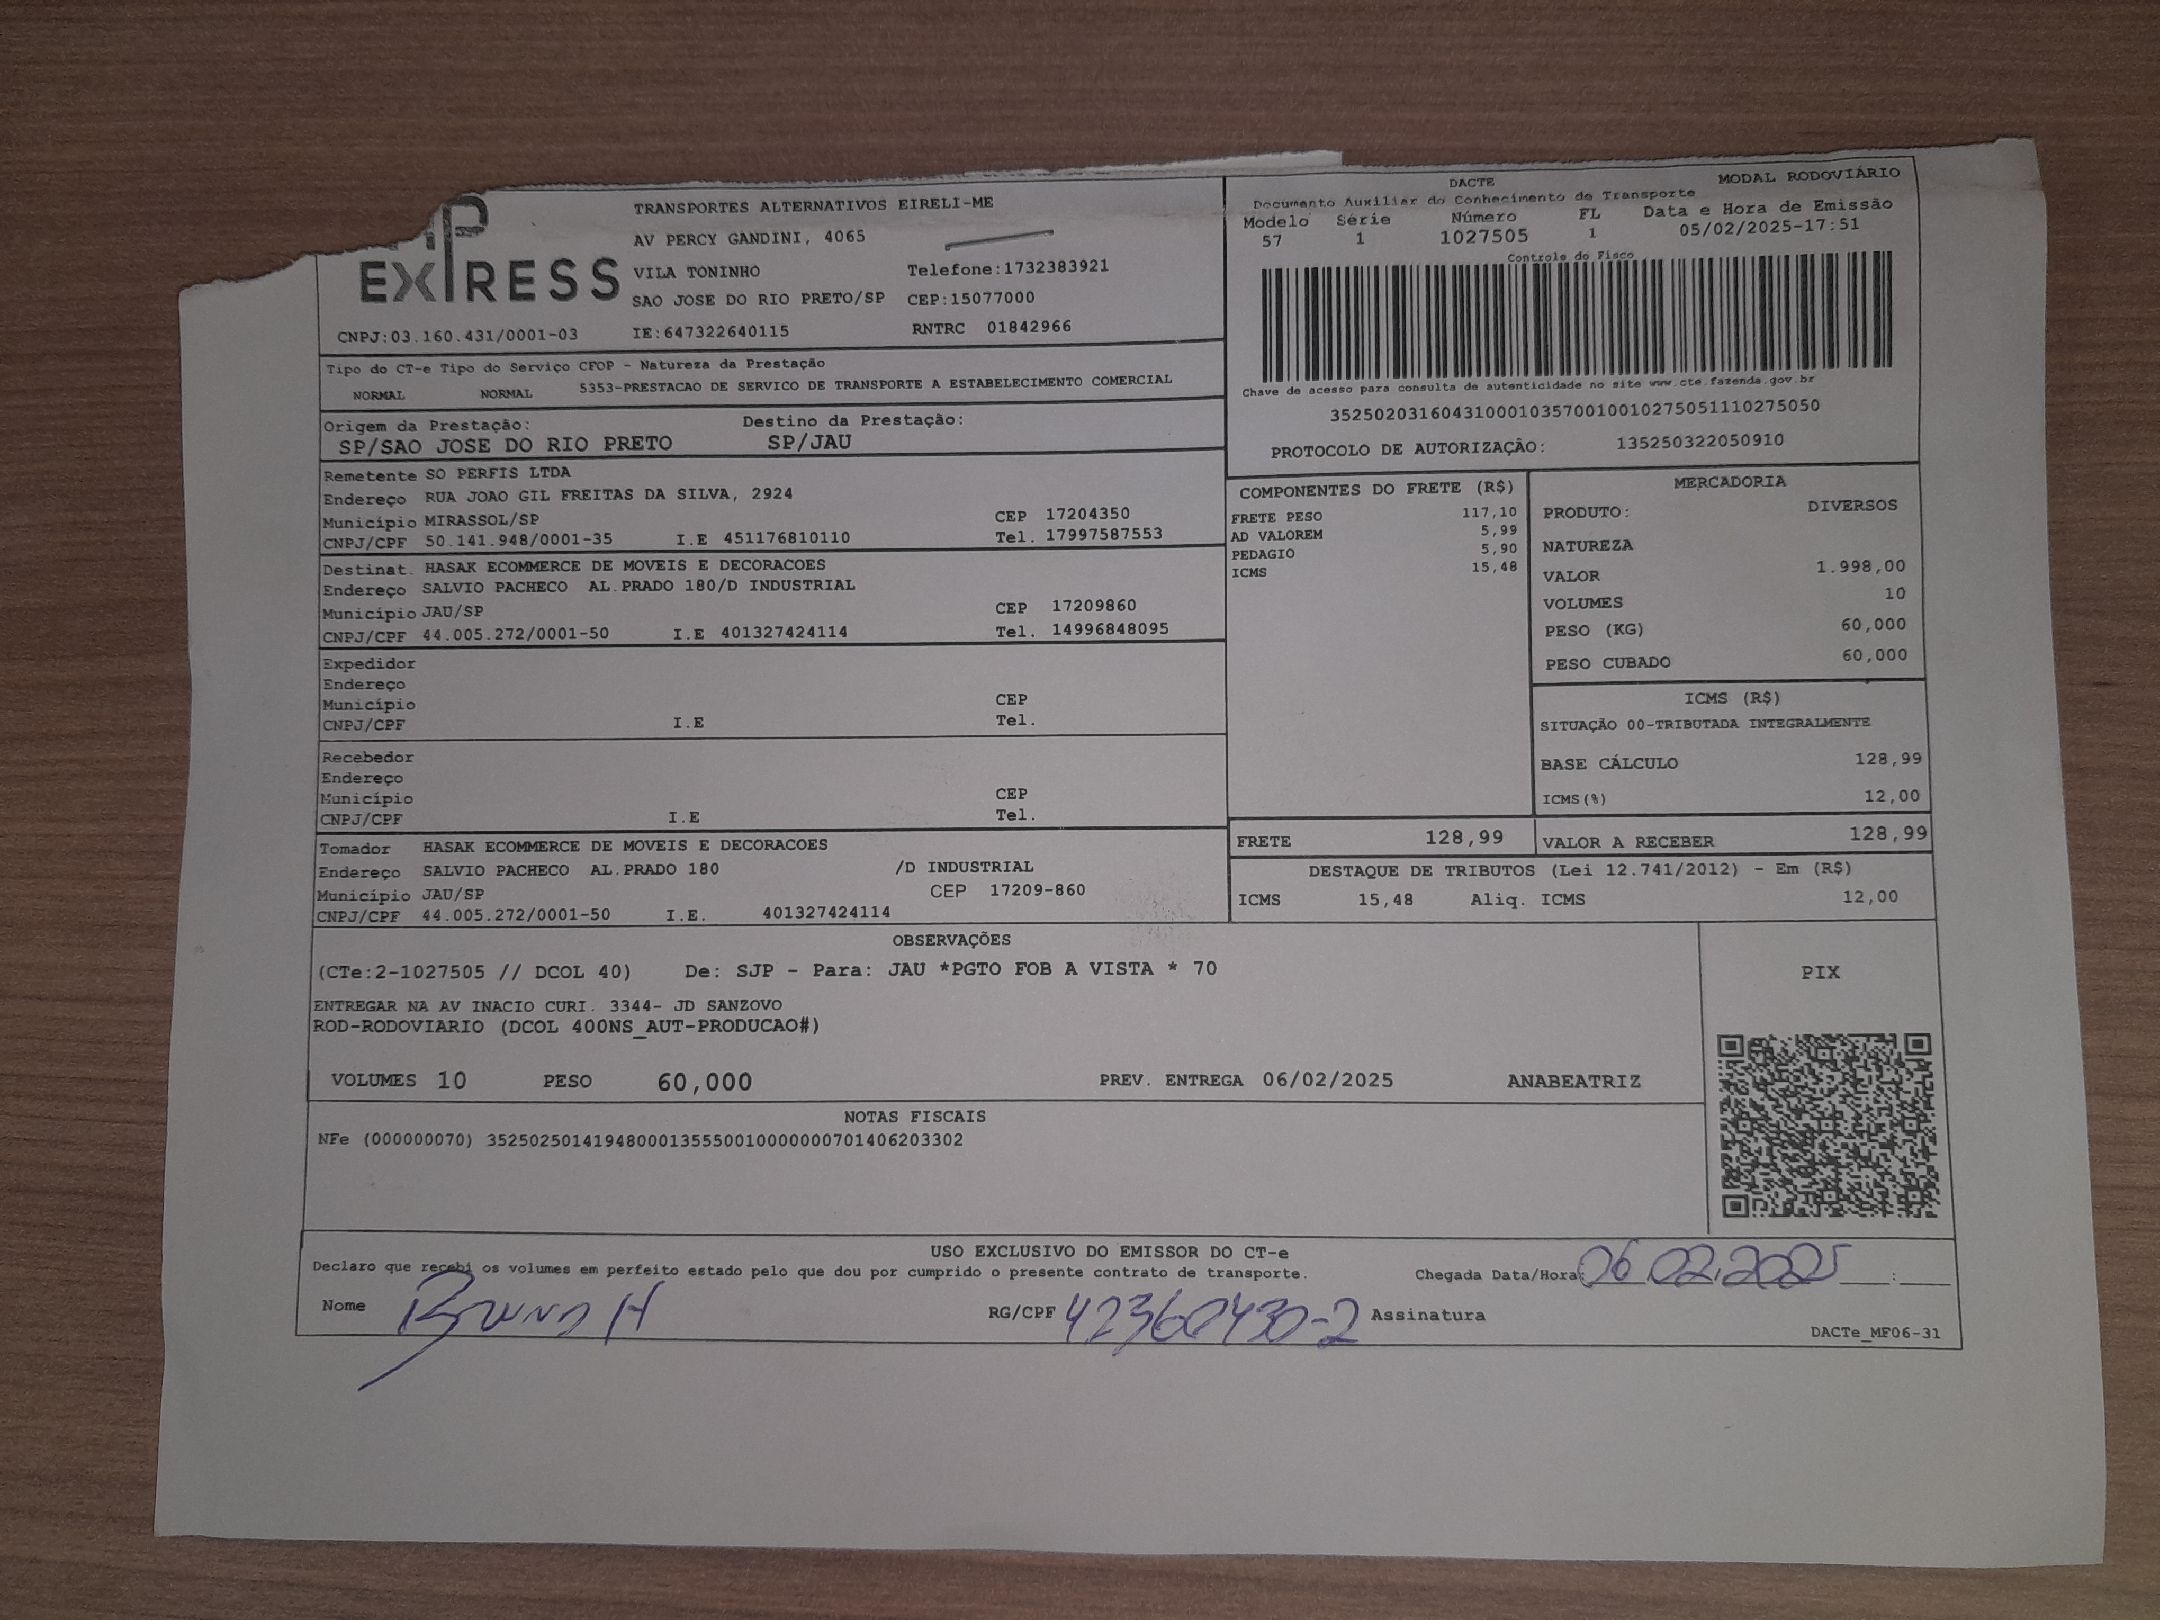 EXPRESS
TRANSPORTES ALTERNATIVOS EIRELI-ME
AV PERCY GANDINI, 4065
VILA TONINHO Telefone:1732383921
SAO JOSE DO RIO PRETO/SP CEP:15077000
CNPJ:03.160.431/0001-03 IE:647322640115 RNTRC 01842966
DACTE MODAL RODOVIÁRIO
Documento Auxiliar do Conhecimento de Transporte
Modelo Série Número FL Data e Hora de Emissão
57 1 1027505 1 05/02/2025-17:51
Controle do Fisco
Chave de acesso para consulta de autenticidade no site www.cte.fazenda.gov.br
35250203160431000103570010010275051110275050
PROTOCOLO DE AUTORIZAÇÃO: 135250322050910
Tipo do CT-e Tipo do Serviço CFOP - Natureza da Prestação
NORMAL NORMAL 5353-PRESTACAO DE SERVICO DE TRANSPORTE A ESTABELECIMENTO COMERCIAL
Origem da Prestação: Destino da Prestação:
SP/SAO JOSE DO RIO PRETO SP/JAU
Remetente SO PERFIS LTDA
Endereço RUA JOAO GIL FREITAS DA SILVA, 2924
Município MIRASSOL/SP CEP 17204350
CNPJ/CPF 50.141.948/0001-35 I.E 451176810110 Tel. 17997587553
Destinat. HASAK ECOMMERCE DE MOVEIS E DECORACOES
Endereço SALVIO PACHECO AL.PRADO 180/D INDUSTRIAL
Município JAU/SP CEP 17209860
CNPJ/CPF 44.005.272/0001-50 I.E 401327424114 Tel. 14996848095
Expedidor
Endereço
Município CEP
CNPJ/CPF I.E Tel.
Recebedor
Endereço
Município CEP
CNPJ/CPF I.E Tel.
Tomador HASAK ECOMMERCE DE MOVEIS E DECORACOES
Endereço SALVIO PACHECO AL.PRADO 180 /D INDUSTRIAL
Município JAU/SP CEP 17209-860
CNPJ/CPF 44.005.272/0001-50 I.E. 401327424114
COMPONENTES DO FRETE (R$)
FRETE PESO 117,10
AD VALOREM 5,99
PEDAGIO 5,90
ICMS 15,48
MERCADORIA
PRODUTO: DIVERSOS
NATUREZA
VALOR 1.998,00
VOLUMES 10
PESO (KG) 60,000
PESO CUBADO 60,000
ICMS (R$)
SITUAÇÃO 00-TRIBUTADA INTEGRALMENTE
BASE CÁLCULO 128,99
ICMS(%) 12,00
FRETE 128,99 VALOR A RECEBER 128,99
DESTAQUE DE TRIBUTOS (Lei 12.741/2012) - Em (R$)
ICMS 15,48 Aliq. ICMS 12,00
OBSERVAÇÕES
(CTe:2-1027505 // DCOL 40) De: SJP - Para: JAU *PGTO FOB A VISTA * 70
ENTREGAR NA AV INACIO CURI. 3344- JD SANZOVO
ROD-RODOVIARIO (DCOL 400NS_AUT-PRODUCAO#)
VOLUMES 10 PESO 60,000 PREV. ENTREGA 06/02/2025 ANABEATRIZ
PIX
NOTAS FISCAIS
NFe (000000070) 35250250141948000135550010000000701406203302
USO EXCLUSIVO DO EMISSOR DO CT-e
Declaro que recebi os volumes em perfeito estado pelo que dou por cumprido o presente contrato de transporte. Chegada Data/Hora: 06.02.2025 :
Nome Bruno H RG/CPF 42360430-2 Assinatura
DACTe_MF06-31